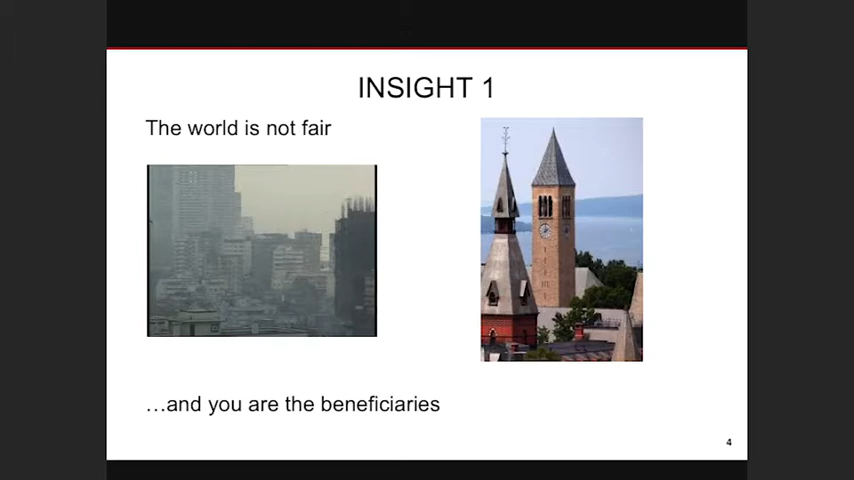 INSIGHT 1
The world is not fair
…and you are the beneficiaries
4